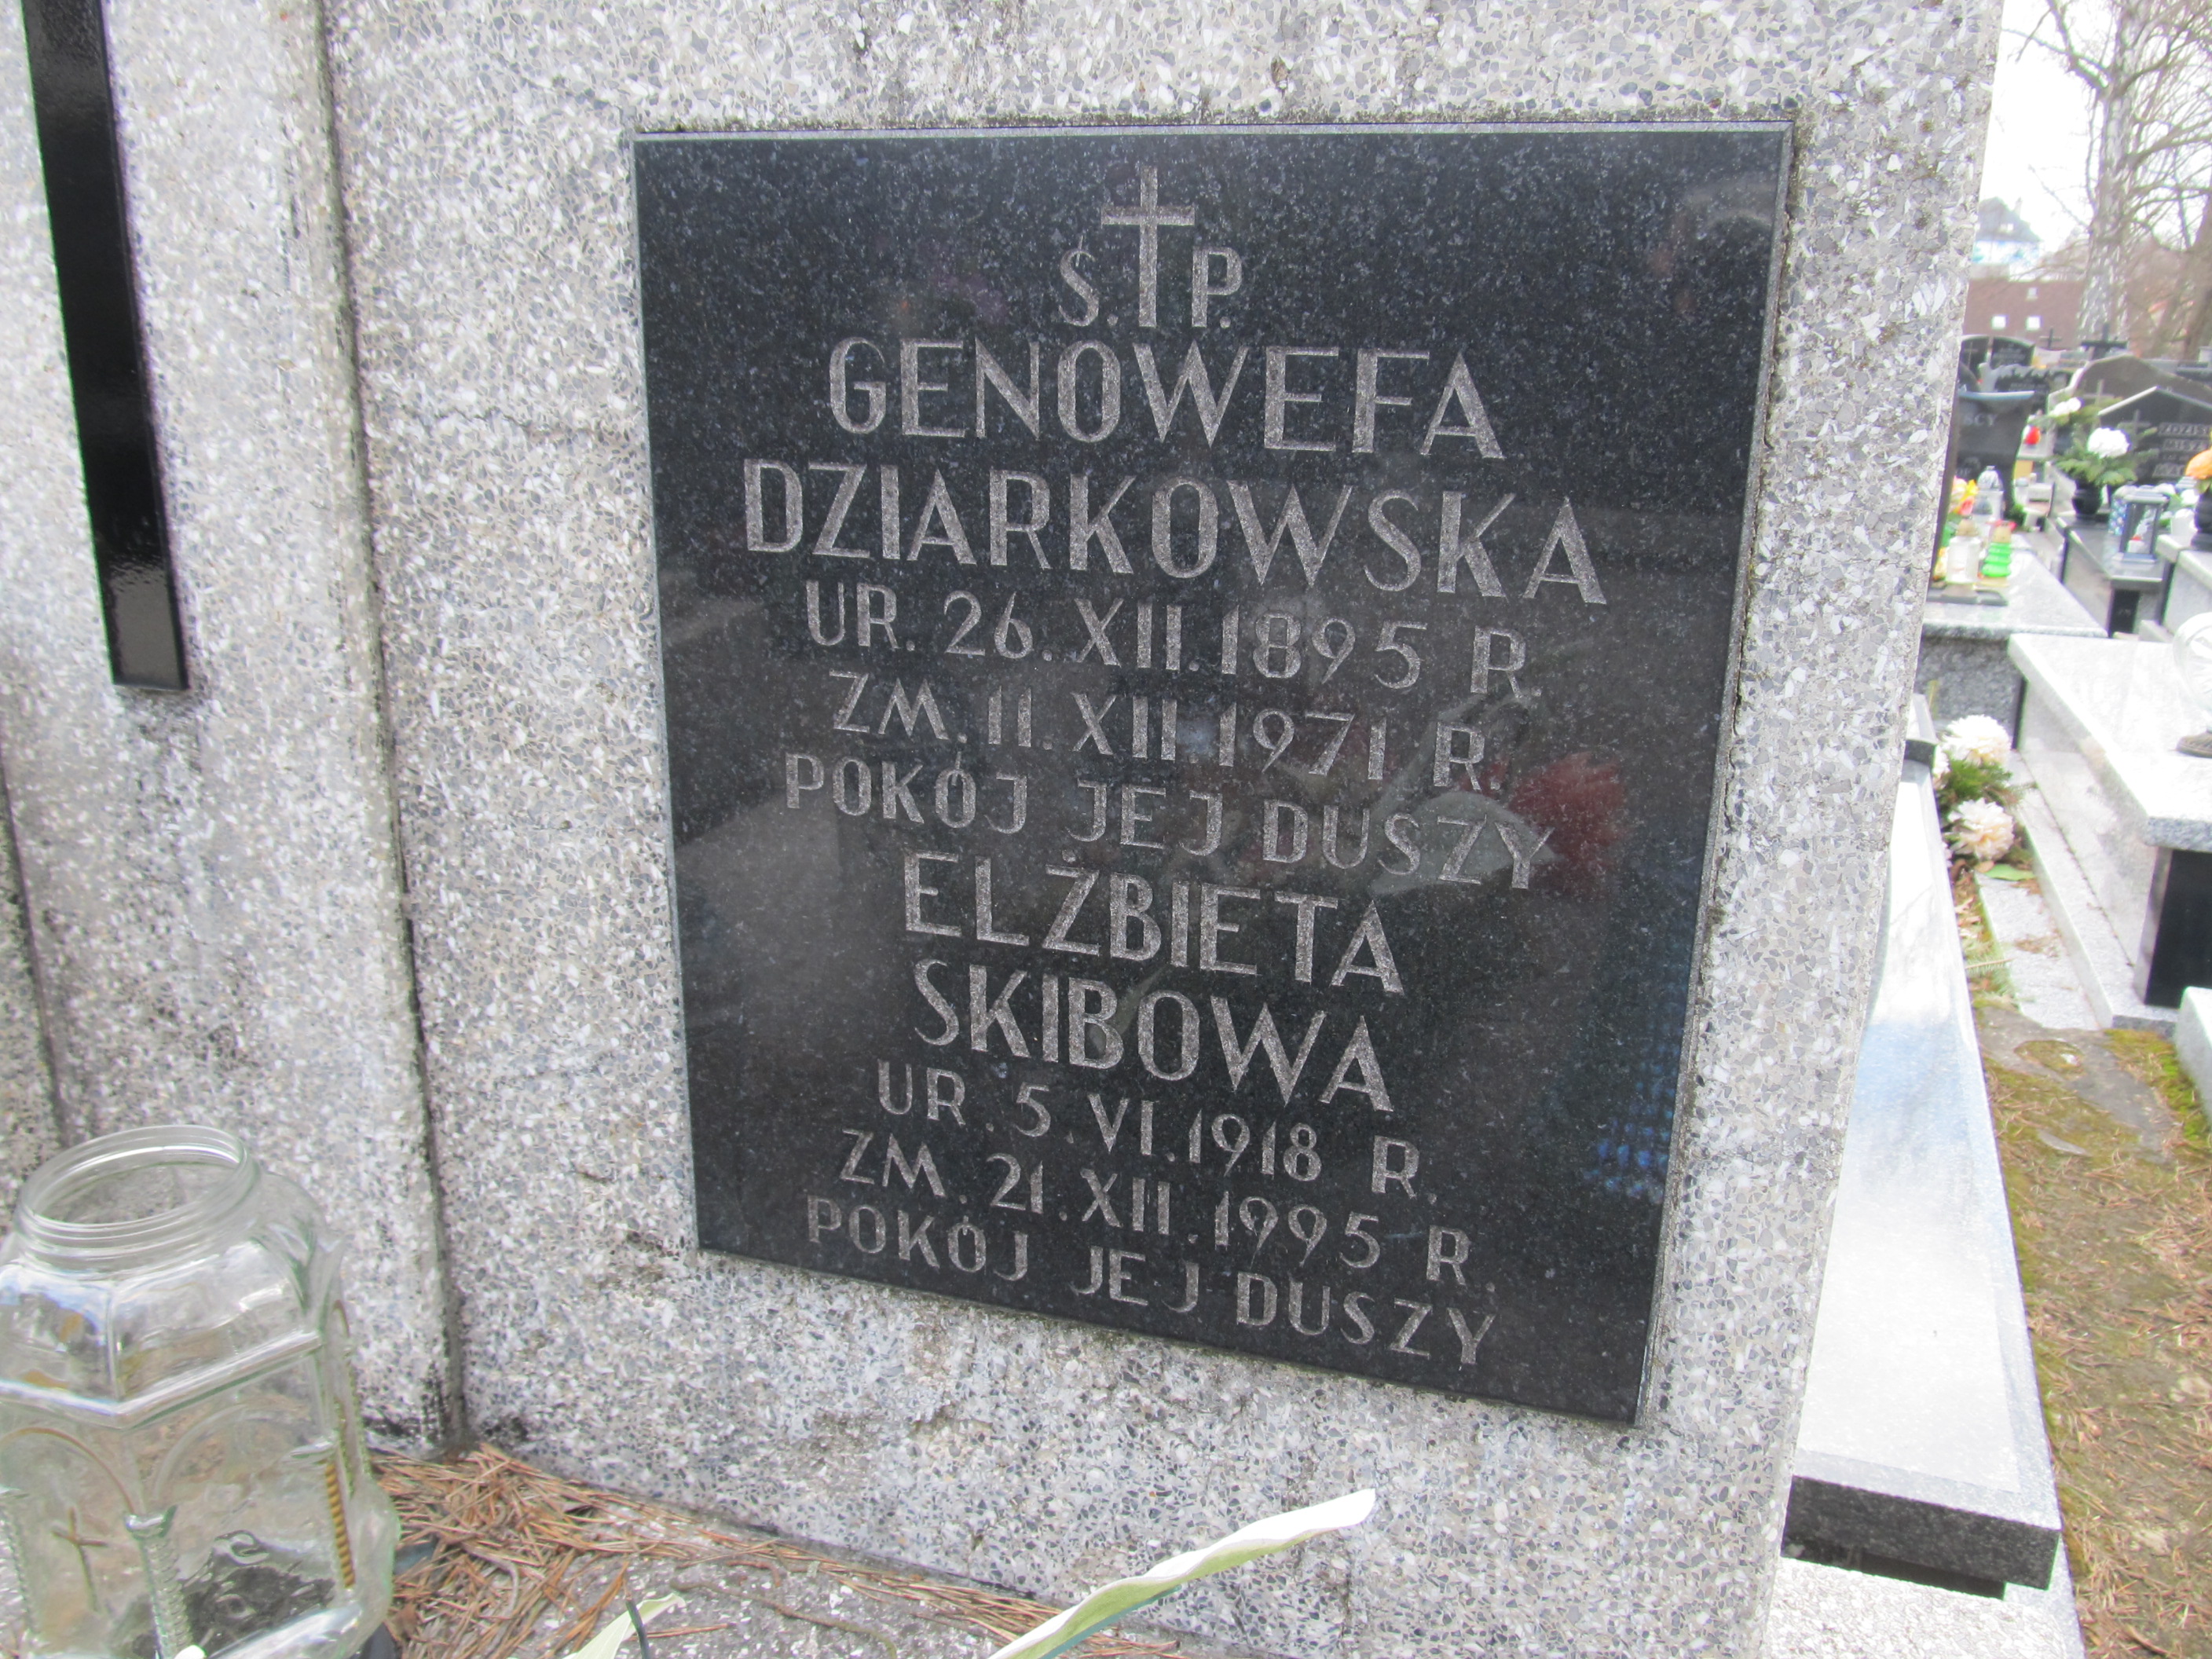 Ś. P.
GENOWEFA
DZIARKOWSKA
UR. 26. XII. 1895 R.
ZM. 11. XII. 1971 R.
POKÓJ JEJ DUSZY
ELŻBIETA
SKIBOWA
UR. 5. VI. 1918 R.
ZM. 21. XII. 1995 R.
POKÓJ JEJ DUSZY